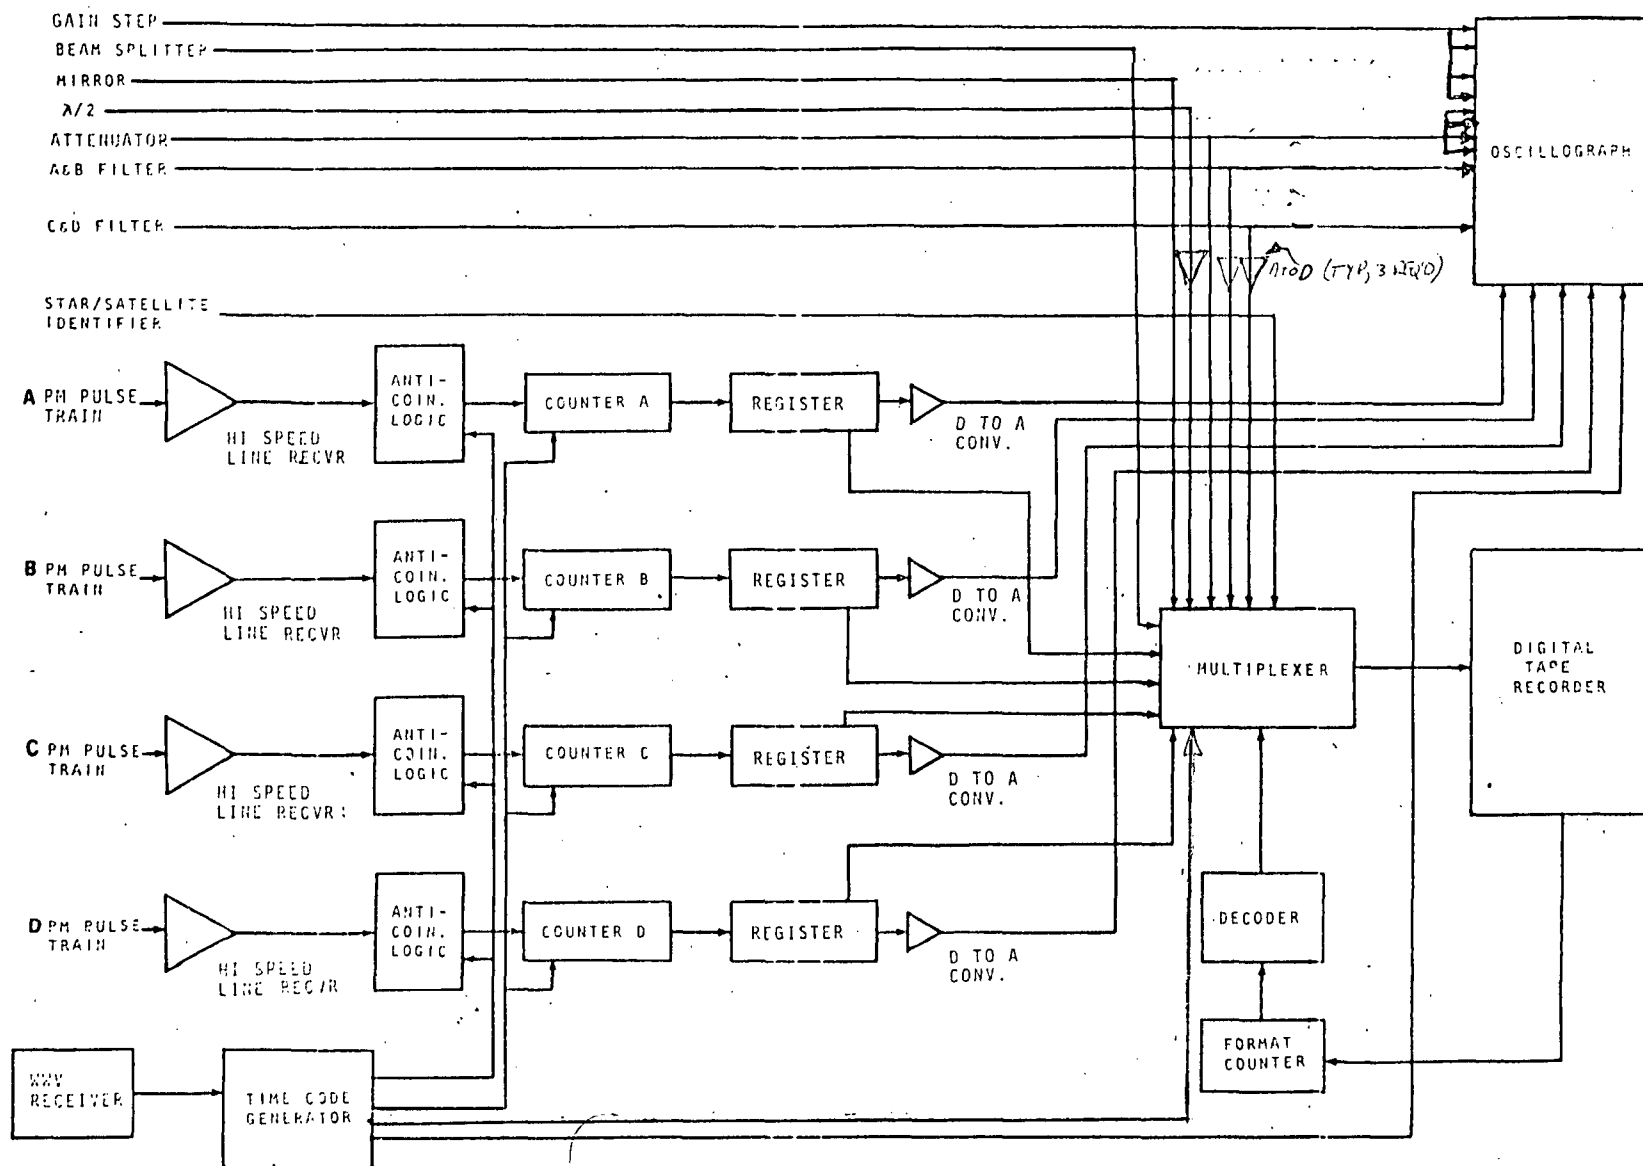 GAIN STEP
BEAM SPLITTER
MIRROR
λ/2
ATTENUATOR
A&B FILTER
C&D FILTER
STAR/SATELLITE
IDENTIFIER
OSCILLOGRAPH
A TO D (TYP, 3 REQ'D)
A PM PULSE
TRAIN
HI SPEED
LINE RECVR
ANTI-
COIN.
LOGIC
COUNTER A
REGISTER
D TO A
CONV.
B PM PULSE
TRAIN
HI SPEED
LINE RECVR
ANTI-
COIN.
LOGIC
COUNTER B
REGISTER
D TO A
CONV.
MULTIPLEXER
DIGITAL
TAPE
RECORDER
C PM PULSE
TRAIN
HI SPEED
LINE RECVR
ANTI-
COIN.
LOGIC
COUNTER C
REGISTER
D TO A
CONV.
D PM PULSE
TRAIN
HI SPEED
LINE RECVR
ANTI-
COIN.
LOGIC
COUNTER D
REGISTER
D TO A
CONV.
DECODER
FORMAT
COUNTER
WWV
RECEIVER
TIME CODE
GENERATOR